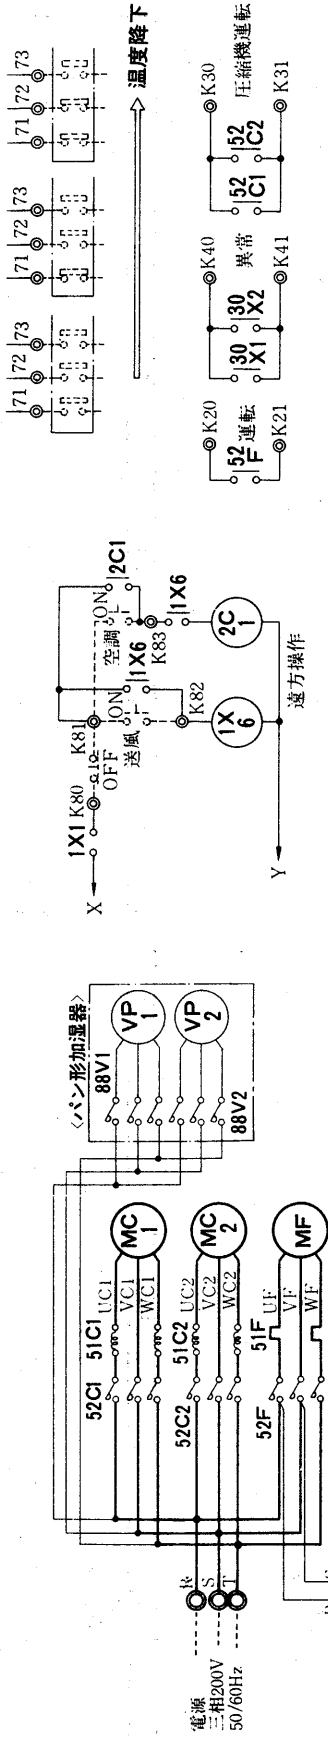 電源
三相200V
50/60Hz
R
S
T
52C1
51C1
UC1
VC1
WC1
MC
1
52C2
51C2
UC2
VC2
WC2
MC
2
52F
51F
UF
VF
WF
MF
<パン形加湿器>
88V1
VP
1
VP
2
88V2
X
1X1
K80
OFF
K81
ON
送風
1X6
K82
ON
空調
2C1
K83
1X6
1X
6
2C
1
Y
遠方操作
71
72
73
71
72
73
71
72
73
温度降下
K20
52
F
運転
K21
K40
30
X1
30
X2
異常
K41
K30
52
C1
52
C2
圧縮機運転
K31